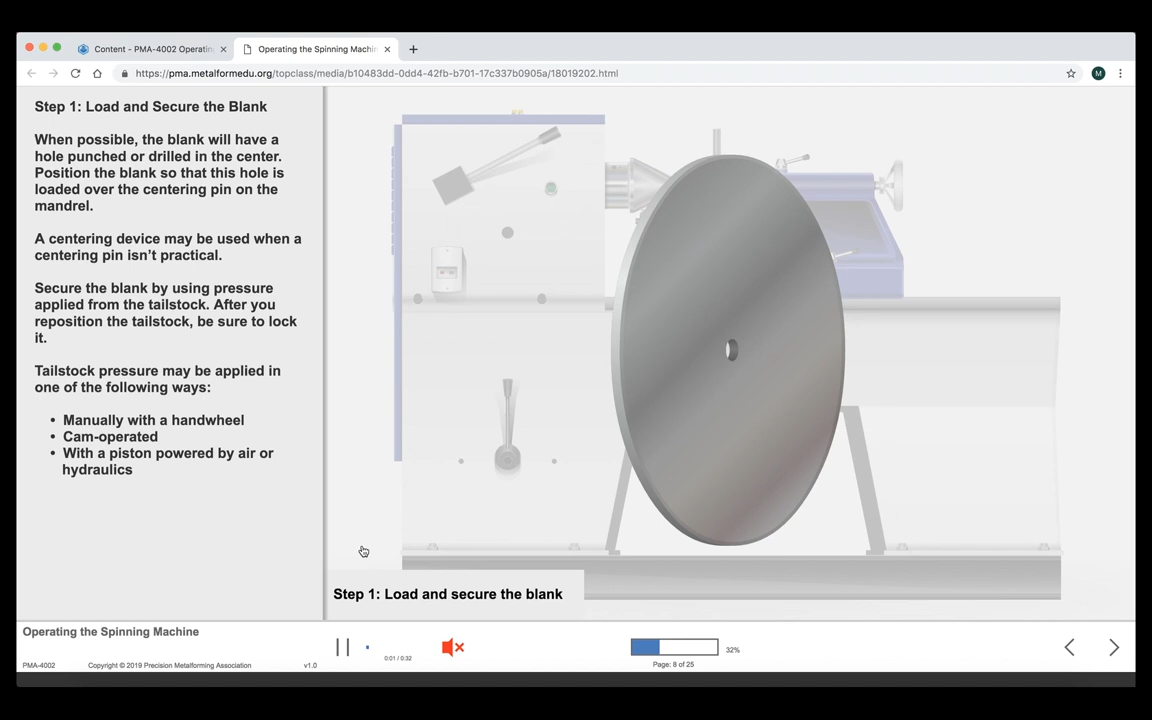 Content - PMA-4002 Operatin
Operating the Spinning Machin
https://pma.metalformedu.org/topclass/media/b10483dd-0dd4-42fb-b701-17c337b0905a/18019202.html
M
Step 1: Load and Secure the Blank
When possible, the blank will have a
hole punched or drilled in the center.
Position the blank so that this hole is
loaded over the centering pin on the
mandrel.
A centering device may be used when a
centering pin isn’t practical.
Secure the blank by using pressure
applied from the tailstock. After you
reposition the tailstock, be sure to lock
it.
Tailstock pressure may be applied in
one of the following ways:
• Manually with a handwheel
• Cam-operated
• With a piston powered by air or
hydraulics
Step 1: Load and secure the blank
Operating the Spinning Machine
0:01 / 0:32
32%
Page: 8 of 25
PMA-4002 Copyright © 2019 Precision Metalforming Association v1.0